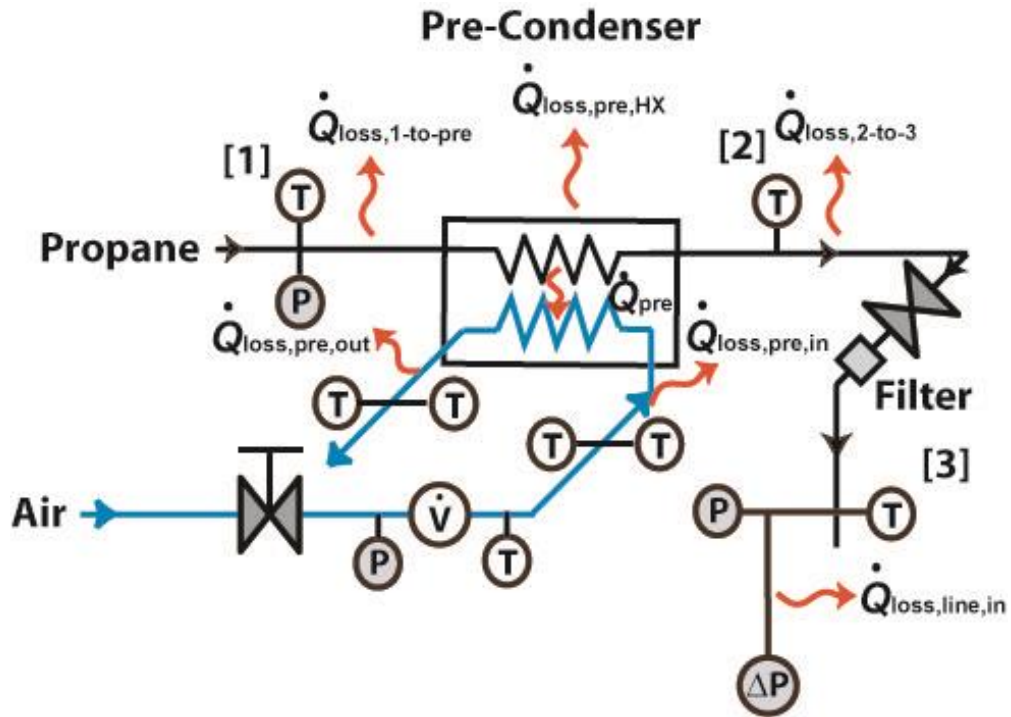 Pre-Condenser
Q̇loss,pre,HX
Q̇loss,1-to-pre
[2]
Q̇loss,2-to-3
[1]
T
T
Propane
Q̇pre
P
Q̇loss,pre,out
Q̇loss,pre,in
Filter
T
T
T
T
[3]
Air
P
V̇
T
P
T
Q̇loss,line,in
ΔP